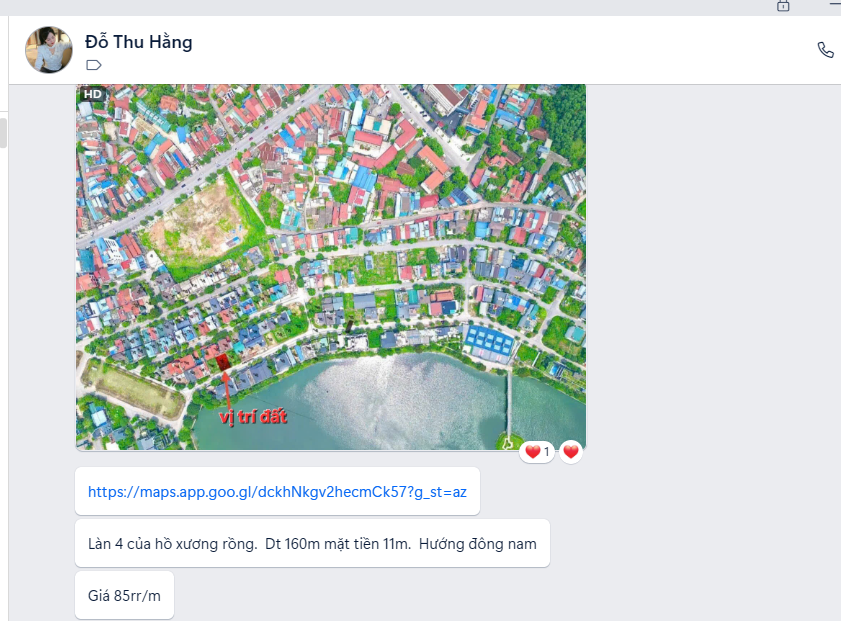 Đỗ Thu Hằng
HD
vị trí đất
1
https://maps.app.goo.gl/dckhNkgv2hecmCk57?g_st=az
Làn 4 của hồ xương rồng. Dt 160m mặt tiền 11m. Hướng đông nam
Giá 85rr/m